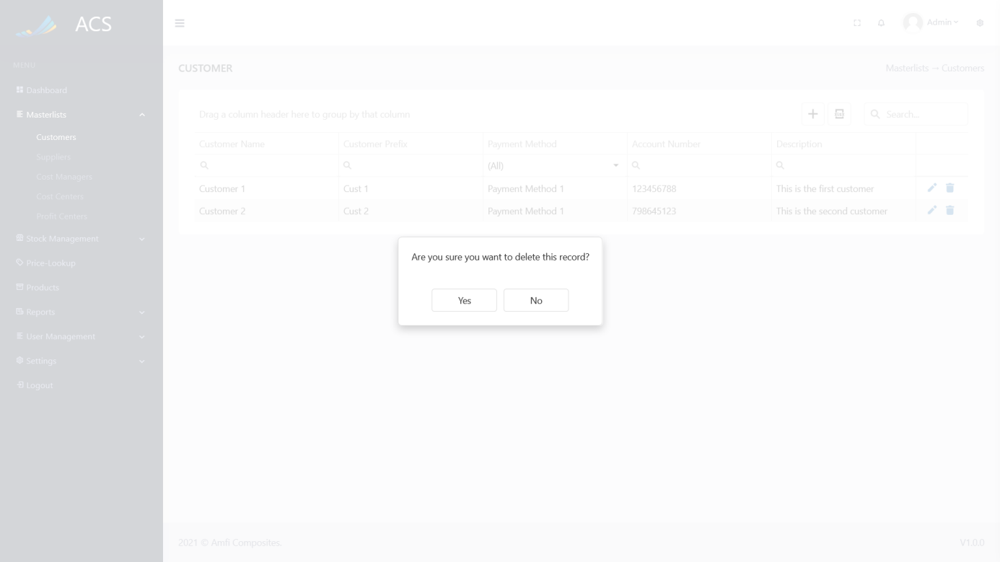 ACS
Admin
MENU
CUSTOMER
Masterlists → Customers
Dashboard
Masterlists
Drag a column header here to group by that column
Search...
Customers
Customer Name Customer Prefix Payment Method Account Number Description
Suppliers
(All)
Cost Managers
Customer 1 Cust 1 Payment Method 1 123456788 This is the first customer
Cost Centers
Customer 2 Cust 2 Payment Method 1 798645123 This is the second customer
Profit Centers
Stock Management
Are you sure you want to delete this record?
Price-Lookup
Products
Yes No
Reports
User Management
Settings
Logout
2021 © Amfi Composites.
V1.0.0